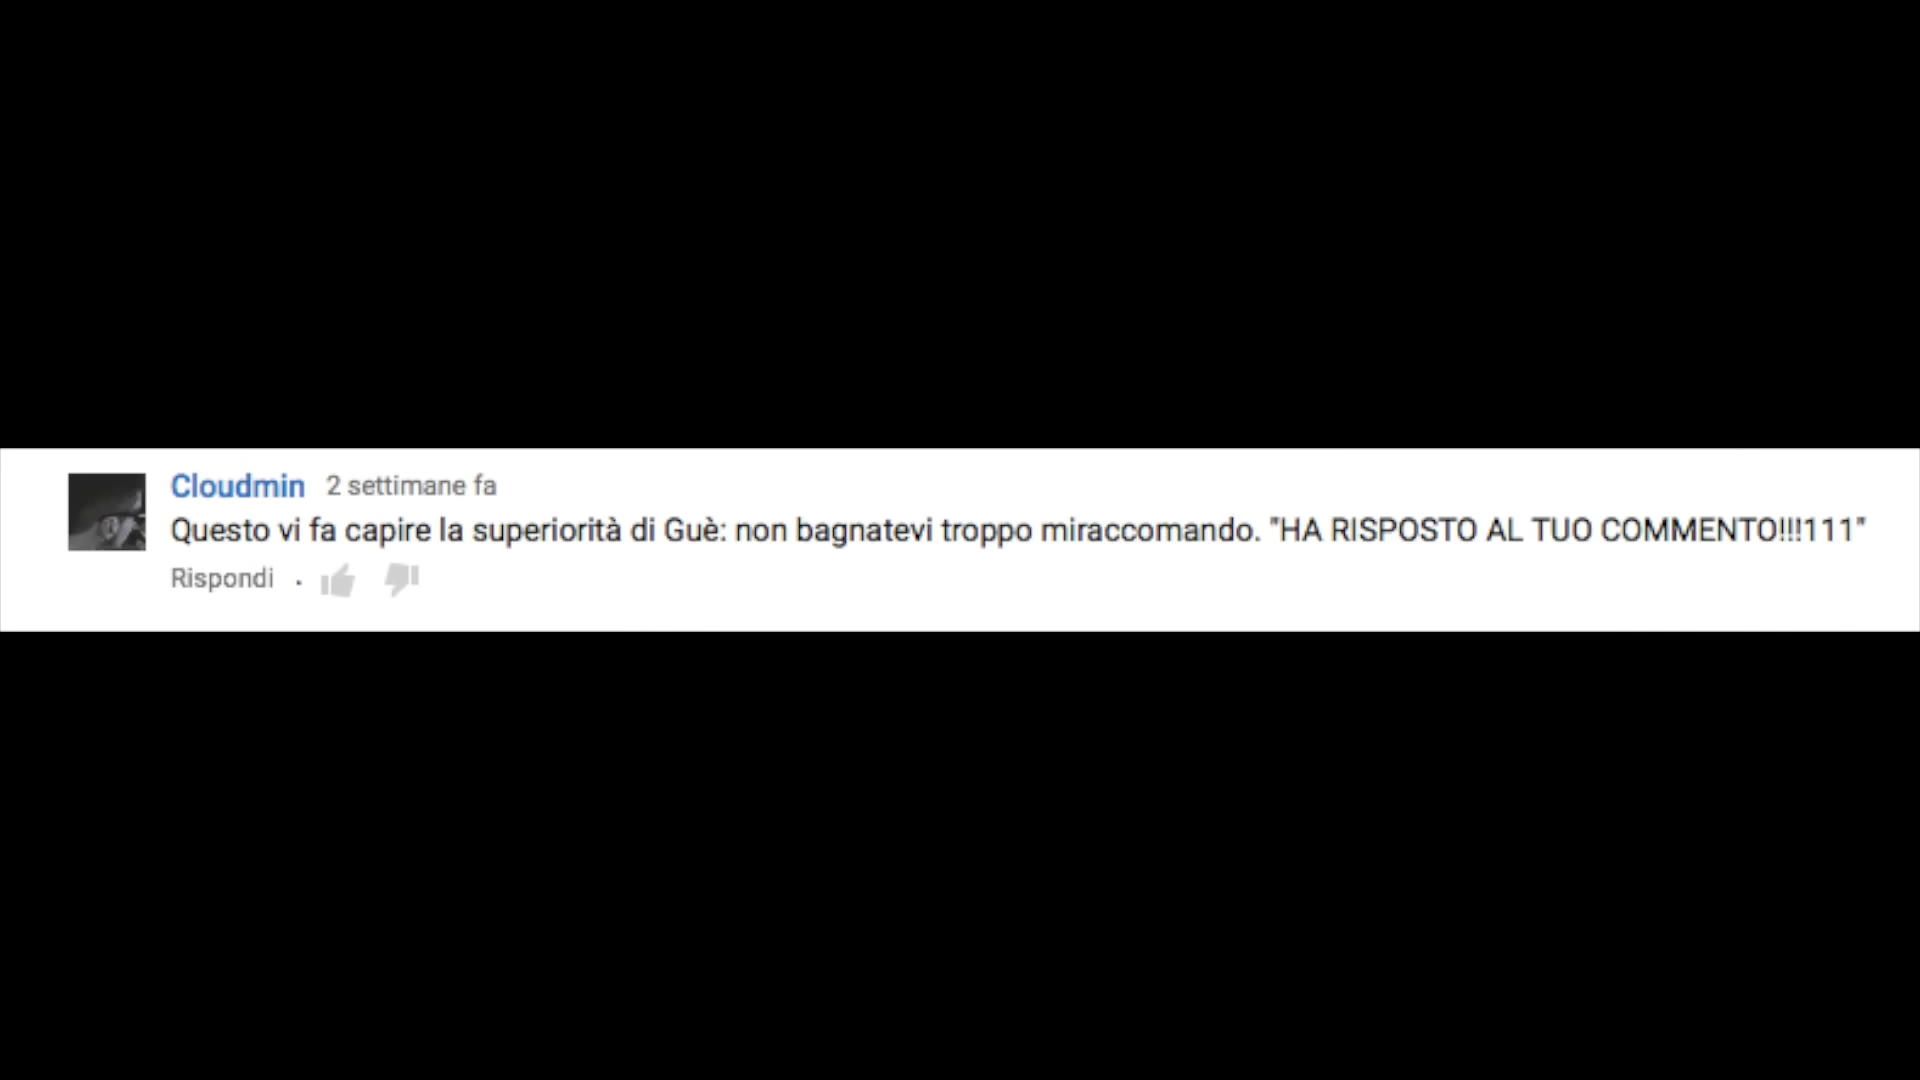 Cloudmin 2 settimane fa
Questo vi fa capire la superiorità di Guè: non bagnatevi troppo miraccomando. "HA RISPOSTO AL TUO COMMENTO!!!111"
Rispondi ·